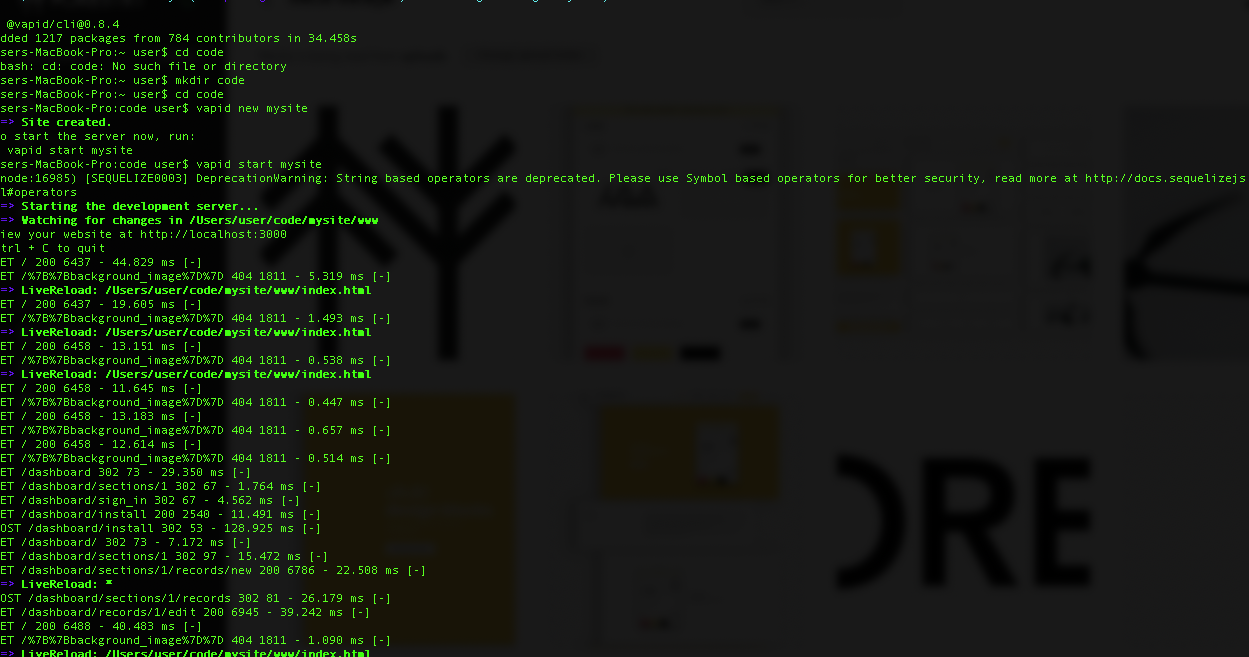 @vapid/cli@0.8.4
dded 1217 packages from 784 contributors in 34.458s
sers-MacBook-Pro:~ user$ cd code
bash: cd: code: No such file or directory
sers-MacBook-Pro:~ user$ mkdir code
sers-MacBook-Pro:~ user$ cd code
sers-MacBook-Pro:code user$ vapid new mysite
=> Site created.
o start the server now, run:
vapid start mysite
sers-MacBook-Pro:code user$ vapid start mysite
node:16985) [SEQUELIZE0003] DeprecationWarning: String based operators are deprecated. Please use Symbol based operators for better security, read more at http://docs.sequelizejs
l#operators
=> Starting the development server...
=> Watching for changes in /Users/user/code/mysite/www
iew your website at http://localhost:3000
trl + C to quit
ET / 200 6437 - 44.829 ms [-]
ET /%7B%7Bbackground_image%7D%7D 404 1811 - 5.319 ms [-]
=> LiveReload: /Users/user/code/mysite/www/index.html
ET / 200 6437 - 19.605 ms [-]
ET /%7B%7Bbackground_image%7D%7D 404 1811 - 1.493 ms [-]
=> LiveReload: /Users/user/code/mysite/www/index.html
ET / 200 6458 - 13.151 ms [-]
ET /%7B%7Bbackground_image%7D%7D 404 1811 - 0.538 ms [-]
=> LiveReload: /Users/user/code/mysite/www/index.html
ET / 200 6458 - 11.645 ms [-]
ET /%7B%7Bbackground_image%7D%7D 404 1811 - 0.447 ms [-]
ET / 200 6458 - 13.183 ms [-]
ET /%7B%7Bbackground_image%7D%7D 404 1811 - 0.657 ms [-]
ET / 200 6458 - 12.614 ms [-]
ET /%7B%7Bbackground_image%7D%7D 404 1811 - 0.514 ms [-]
ET /dashboard 302 73 - 29.350 ms [-]
ET /dashboard/sections/1 302 67 - 1.764 ms [-]
ET /dashboard/sign_in 302 67 - 4.562 ms [-]
ET /dashboard/install 200 2540 - 11.491 ms [-]
OST /dashboard/install 302 53 - 128.925 ms [-]
ET /dashboard/ 302 73 - 7.172 ms [-]
ET /dashboard/sections/1 302 97 - 15.472 ms [-]
ET /dashboard/sections/1/records/new 200 6786 - 22.508 ms [-]
=> LiveReload: *
OST /dashboard/sections/1/records 302 81 - 26.179 ms [-]
ET /dashboard/records/1/edit 200 6945 - 39.242 ms [-]
ET / 200 6488 - 40.483 ms [-]
ET /%7B%7Bbackground_image%7D%7D 404 1811 - 1.090 ms [-]
=> LiveReload: /Users/user/code/mysite/www/index.html
ORE